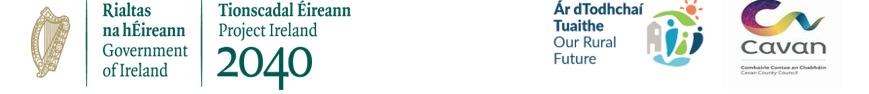 Rialtas
na hÉireann
Government
of Ireland
Tionscadal Éireann
Project Ireland
2040
Ár dTodhchaí
Tuaithe
Our Rural
Future
cavan
Comhairle Contae an Chabháin
Cavan County Council